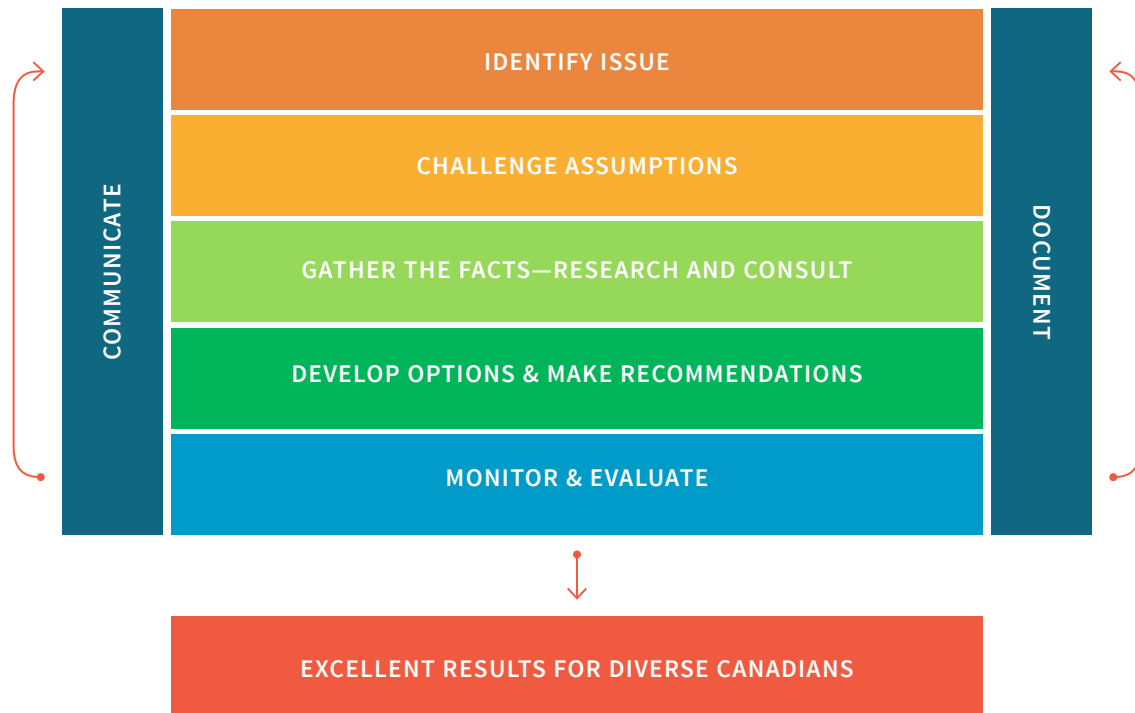 IDENTIFY ISSUE
CHALLENGE ASSUMPTIONS
GATHER THE FACTS—RESEARCH AND CONSULT
DEVELOP OPTIONS & MAKE RECOMMENDATIONS
MONITOR & EVALUATE
COMMUNICATE
DOCUMENT
EXCELLENT RESULTS FOR DIVERSE CANADIANS